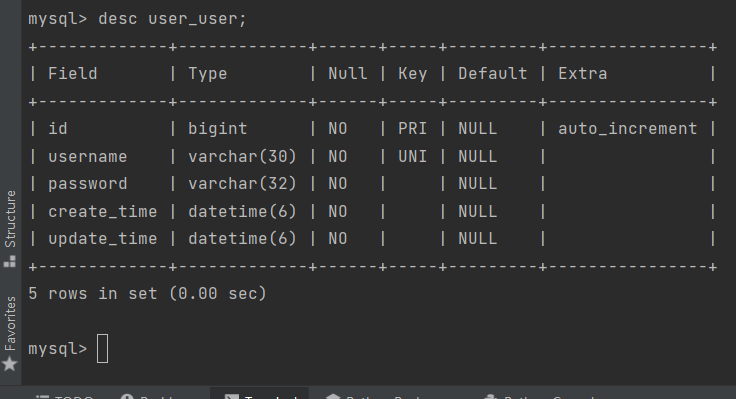 mysql> desc user_user;
+-------------+-------------+------+-----+---------+----------------+
| Field       | Type        | Null | Key | Default | Extra          |
+-------------+-------------+------+-----+---------+----------------+
| id          | bigint      | NO   | PRI | NULL    | auto_increment |
| username    | varchar(30) | NO   | UNI | NULL    |                |
| password    | varchar(32) | NO   |     | NULL    |                |
| create_time | datetime(6) | NO   |     | NULL    |                |
| update_time | datetime(6) | NO   |     | NULL    |                |
+-------------+-------------+------+-----+---------+----------------+
5 rows in set (0.00 sec)
mysql>
Structure
Favorites